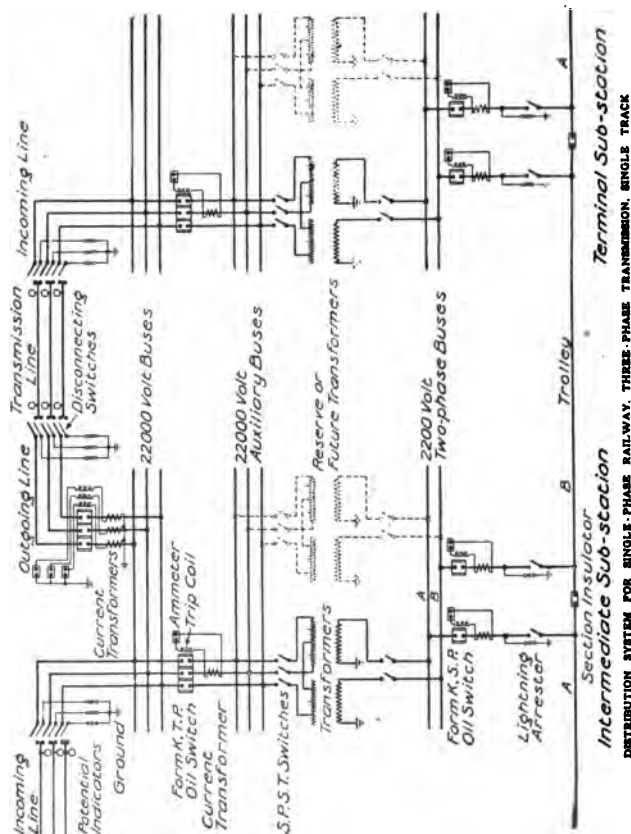 Incoming
Line
Potential
Indicators
Ground
Form K.T.P.
Oil Switch
Current
Transformer
Ammeter
Trip Coil
S.P.S.T. Switches
Transformers
A
B
Form K.S.P.
Oil Switch
Lightning
Arrester
A
Section Insulator
Intermediate Sub-station
Outgoing Line
Current
Transformers
22000 Volt Buses
Transmission
Line
Disconnecting
Switches
22000 Volt
Auxiliary Buses
Reserve or
Future Transformers
2200 Volt
Two-phase Buses
B
Trolley
Incoming Line
A
Terminal Sub-station
DISTRIBUTION SYSTEM FOR SINGLE-PHASE RAILWAY, THREE-PHASE TRANSMISSION, SINGLE TRACK